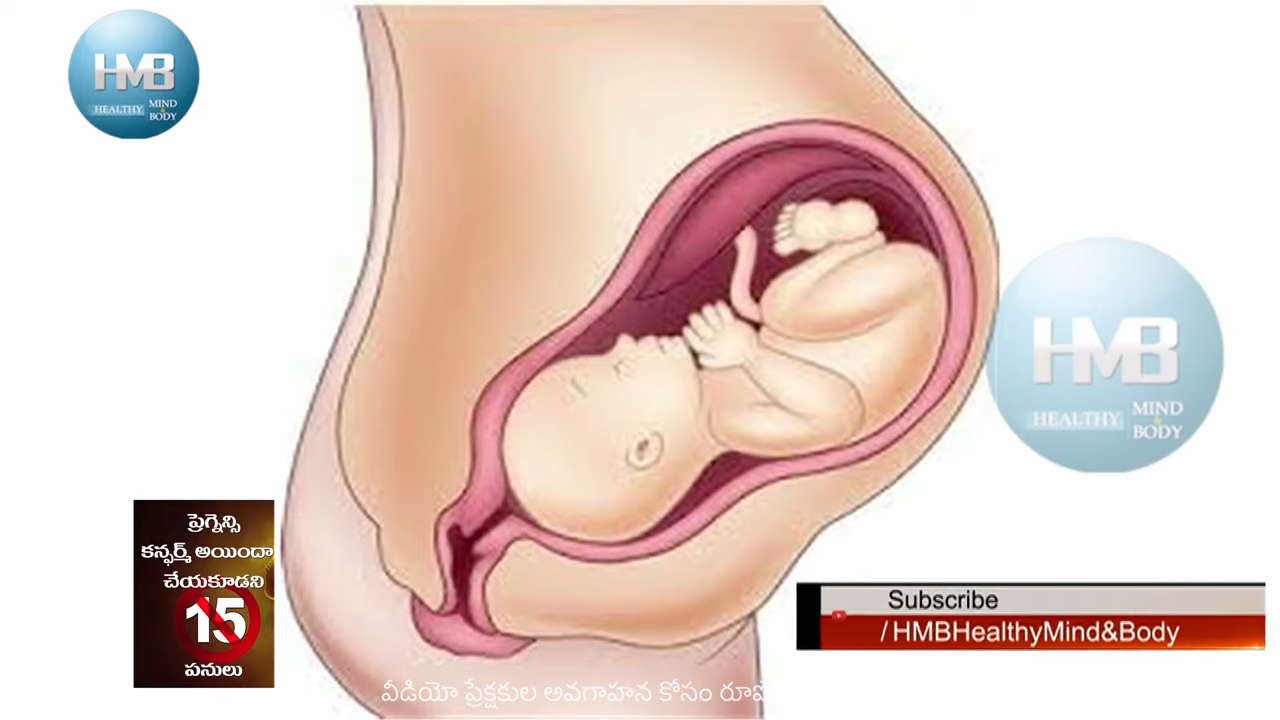 HMB
HEALTHY MIND & BODY
HMB
HEALTHY MIND & BODY
ప్రెగ్నెన్సి
కన్ఫర్మ్ అయిందా
చేయకూడని
15
పనులు
Subscribe
/HMBHealthyMind&Body
వీడియో ప్రేక్షకుల అవగాహన కోసం